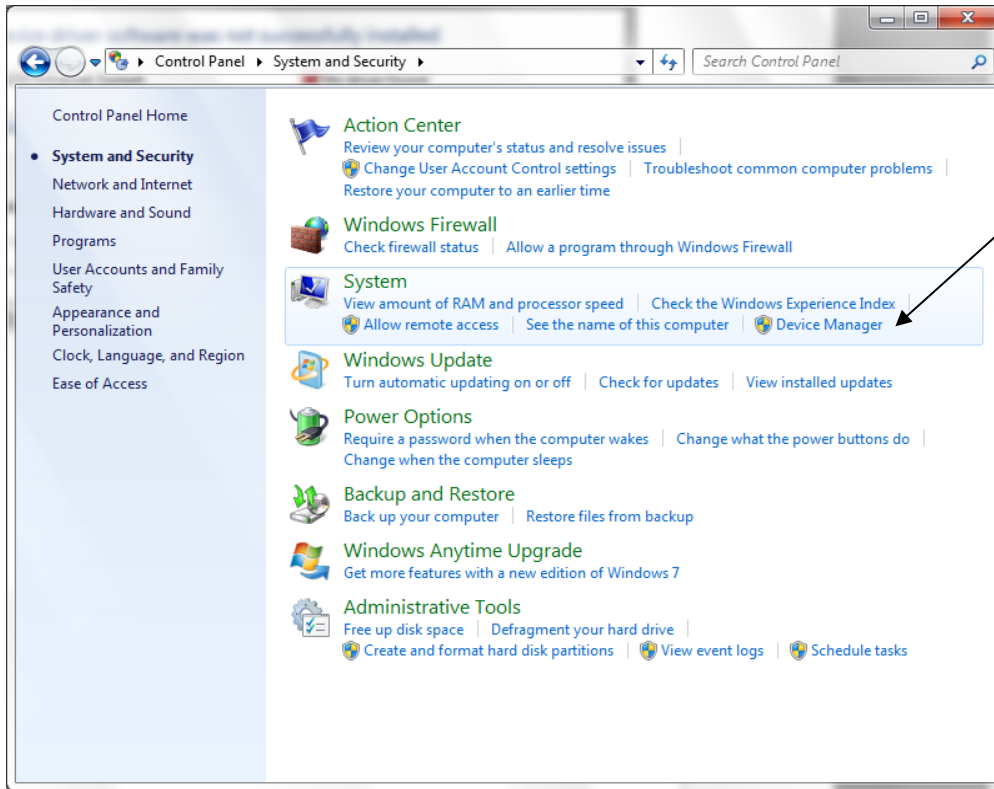 vice driver software was not successfully installed
Control Panel System and Security
Search Control Panel
Control Panel Home
System and Security
Network and Internet
Hardware and Sound
Programs
User Accounts and Family
Safety
Appearance and
Personalization
Clock, Language, and Region
Ease of Access
Action Center
Review your computer's status and resolve issues
Change User Account Control settings Troubleshoot common computer problems
Restore your computer to an earlier time
Windows Firewall
Check firewall status Allow a program through Windows Firewall
System
View amount of RAM and processor speed Check the Windows Experience Index
Allow remote access See the name of this computer Device Manager
Windows Update
Turn automatic updating on or off Check for updates View installed updates
Power Options
Require a password when the computer wakes Change what the power buttons do
Change when the computer sleeps
Backup and Restore
Back up your computer Restore files from backup
Windows Anytime Upgrade
Get more features with a new edition of Windows 7
Administrative Tools
Free up disk space Defragment your hard drive
Create and format hard disk partitions View event logs Schedule tasks